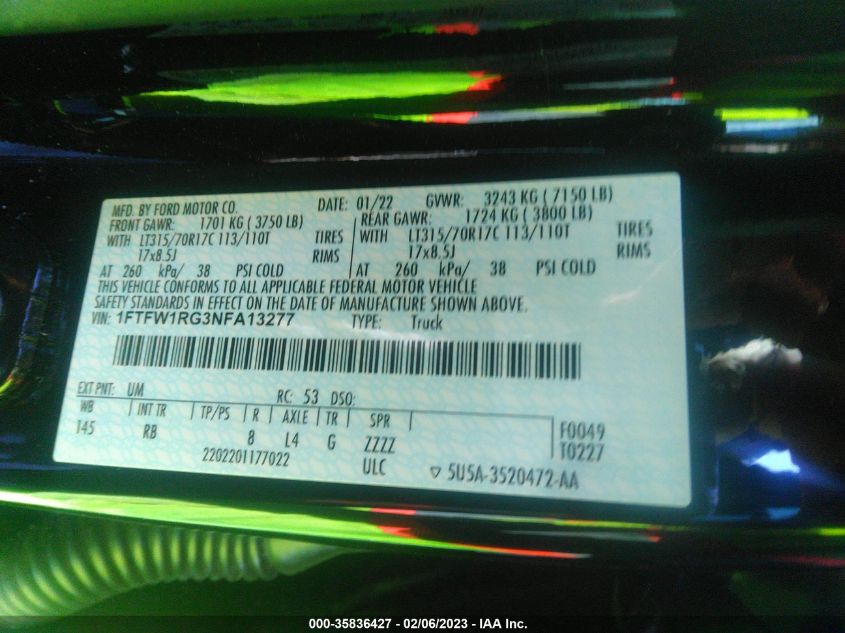 MFD. BY FORD MOTOR CO. DATE: 01/22 GVWR: 3243 KG ( 7150 LB)
FRONT GAWR: 1701 KG ( 3750 LB) REAR GAWR: 1724 KG ( 3800 LB)
WITH LT315/70R17C 113/110T TIRES WITH LT315/70R17C 113/110T TIRES
17x8.5J RIMS 17x8.5J RIMS
AT 260 kPa/ 38 PSI COLD AT 260 kPa/ 38 PSI COLD
THIS VEHICLE CONFORMS TO ALL APPLICABLE FEDERAL MOTOR VEHICLE
SAFETY STANDARDS IN EFFECT ON THE DATE OF MANUFACTURE SHOWN ABOVE.
VIN: 1FTFW1RG3NFA13277 TYPE: Truck
EXT PNT: UM RC: 53 DSO:
WB INT TR TP/PS R AXLE TR SPR
145 RB 8 L4 G ZZZZ F0049
2202201177022 ULC T0227
5U5A-3520472-AA
000-35836427 - 02/06/2023 - IAA Inc.